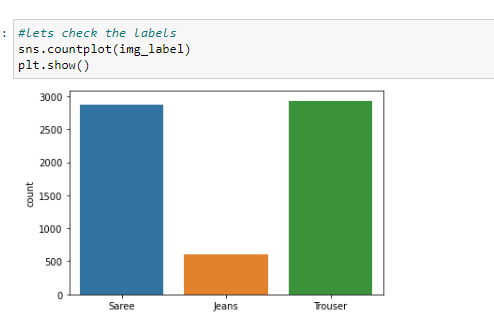 : #lets check the labels
sns.countplot(img_label)
plt.show()
3000
2500
2000
1500
1000
500
0
count
Saree Jeans Trouser